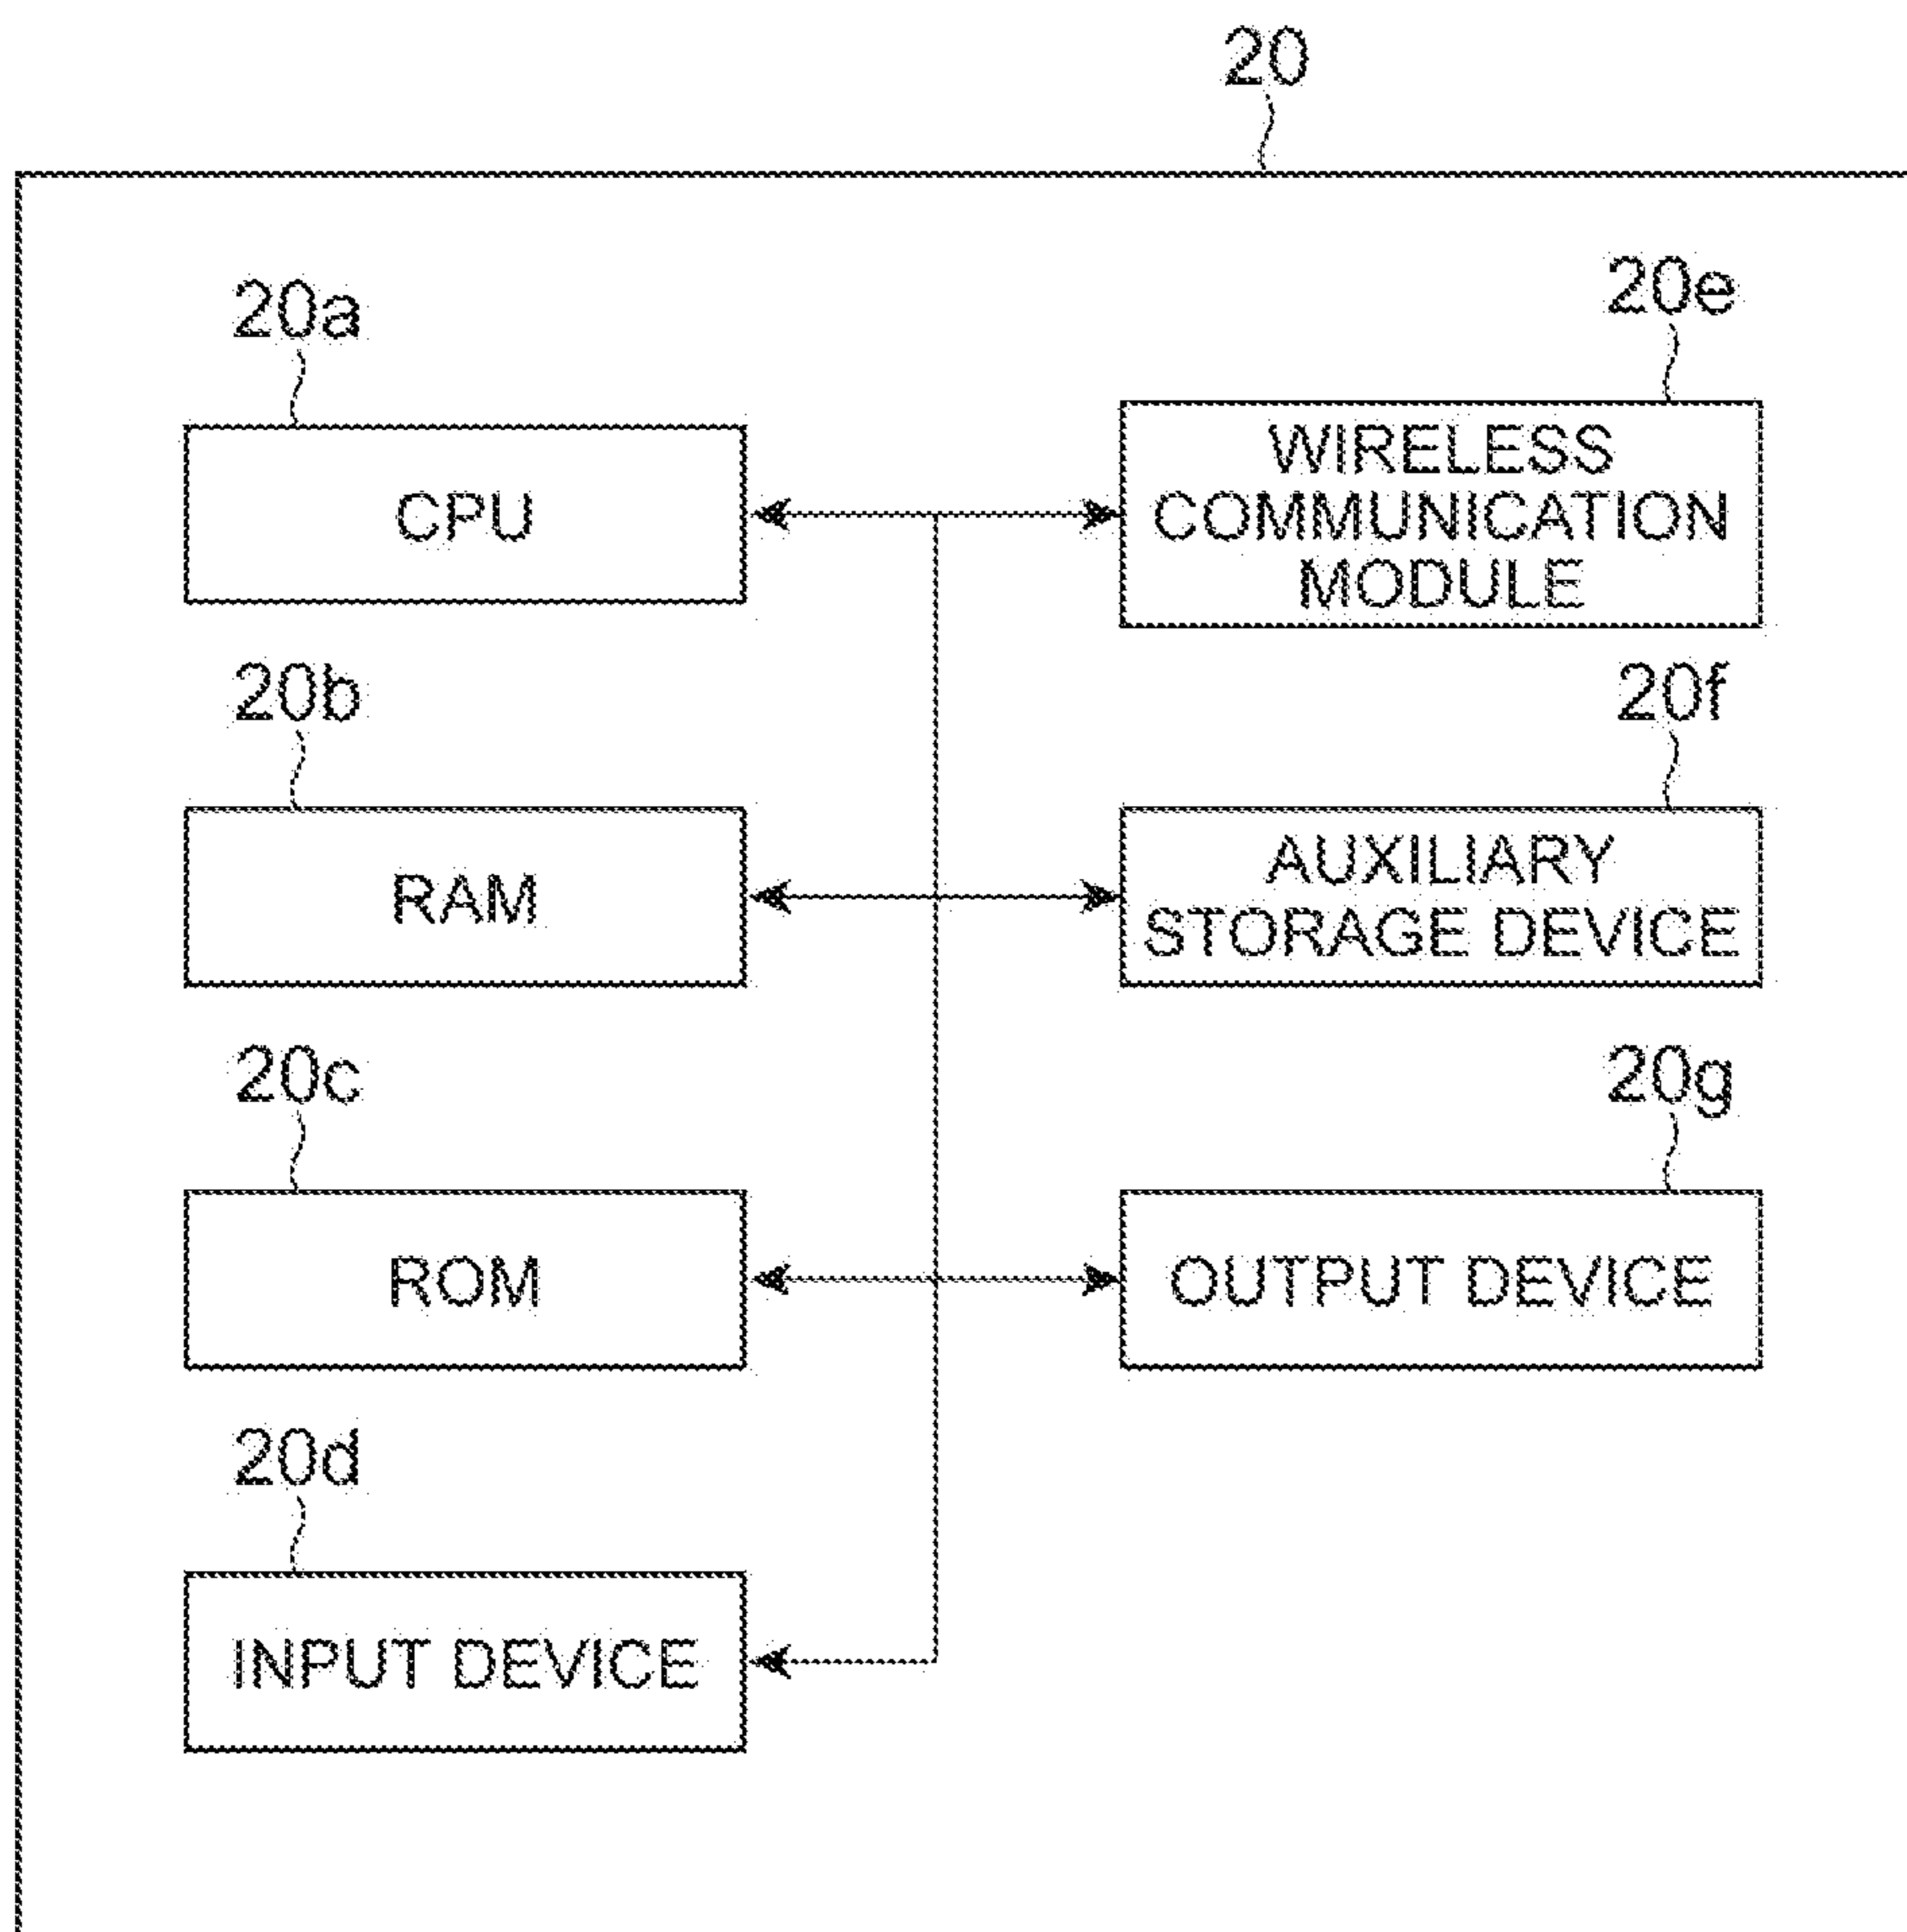 20
20a
CPU
20b
RAM
20c
ROM
20d
INPUT DEVICE
20e
WIRELESS
COMMUNICATION
MODULE
20f
AUXILIARY
STORAGE DEVICE
20g
OUTPUT DEVICE